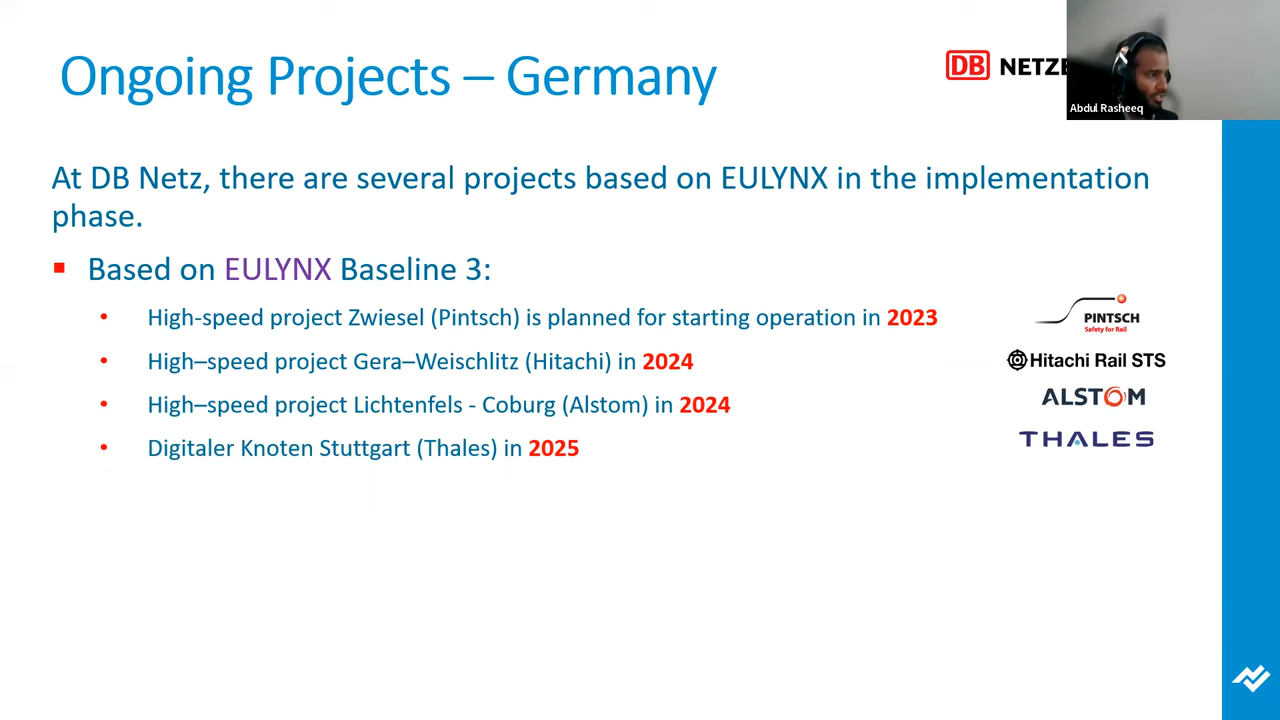 Ongoing Projects – Germany
DB NETZE
Abdul Rasheeq
At DB Netz, there are several projects based on EULYNX in the implementation
phase.
Based on EULYNX Baseline 3:
High-speed project Zwiesel (Pintsch) is planned for starting operation in 2023
PINTSCH
Safety for Rail
High–speed project Gera–Weischlitz (Hitachi) in 2024
Hitachi Rail STS
High–speed project Lichtenfels - Coburg (Alstom) in 2024
ALSTOM
Digitaler Knoten Stuttgart (Thales) in 2025
THALES